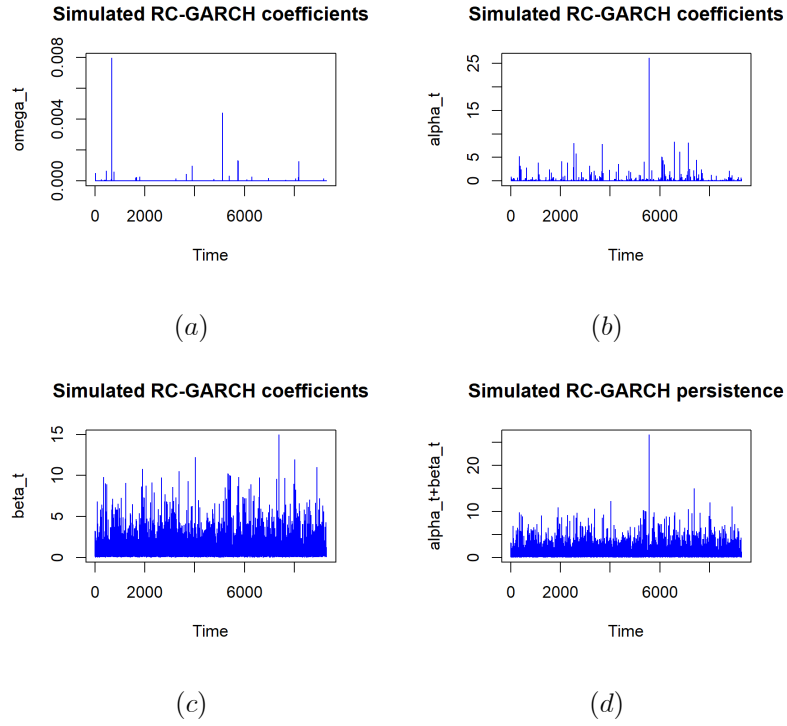 Simulated RC-GARCH coefficients
omega_t
0.008
0.004
0.000
0 2000 6000
Time
(a)
Simulated RC-GARCH coefficients
alpha_t
25
15
5
0
0 2000 6000
Time
(b)
Simulated RC-GARCH coefficients
beta_t
15
10
5
0
0 2000 6000
Time
(c)
Simulated RC-GARCH persistence
alpha_t+beta_t
20
10
0
0 2000 6000
Time
(d)